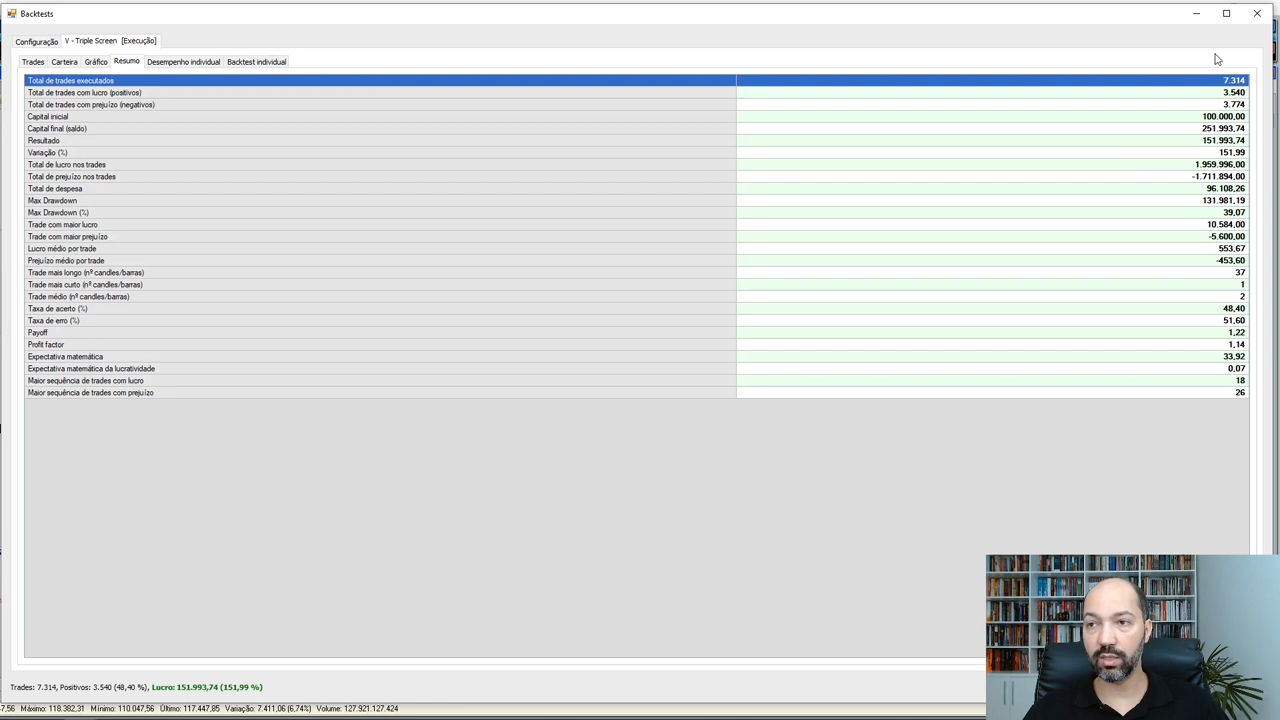 Backtests
Configuração V - Triple Screen [Execução]
Trades Carteira Gráfico Resumo Desempenho individual Backtest individual
Total de trades executados 7.314
Total de trades com lucro (positivos) 3.540
Total de trades com prejuízo (negativos) 3.774
Capital inicial 100.000,00
Capital final (saldo) 251.993,74
Resultado 151.993,74
Variação (%) 151,99
Total de lucro nos trades 1.959.996,00
Total de prejuízo nos trades -1.711.894,00
Total de despesa 96.108,26
Max Drawdown 131.981,19
Max Drawdown (%) 39,07
Trade com maior lucro 10.584,00
Trade com maior prejuízo -5.600,00
Lucro médio por trade 553,67
Prejuízo médio por trade -453,60
Trade mais longo (nº candles/barras) 37
Trade mais curto (nº candles/barras) 1
Trade médio (nº candles/barras) 2
Taxa de acerto (%) 48,40
Taxa de erro (%) 51,60
Payoff 1,22
Profit factor 1,14
Expectativa matemática 33,92
Expectativa matemática da lucratividade 0,07
Maior sequência de trades com lucro 18
Maior sequência de trades com prejuízo 26
Trades: 7.314, Positivos: 3.540 (48,40 %), Lucro: 151.993,74 (151,99 %)
7,56 Máximo: 118.382,31 Mínimo: 110.047,56 Último: 117.447,85 Variação: 7.411,06 (6,74%) Volume: 127.921.127.424